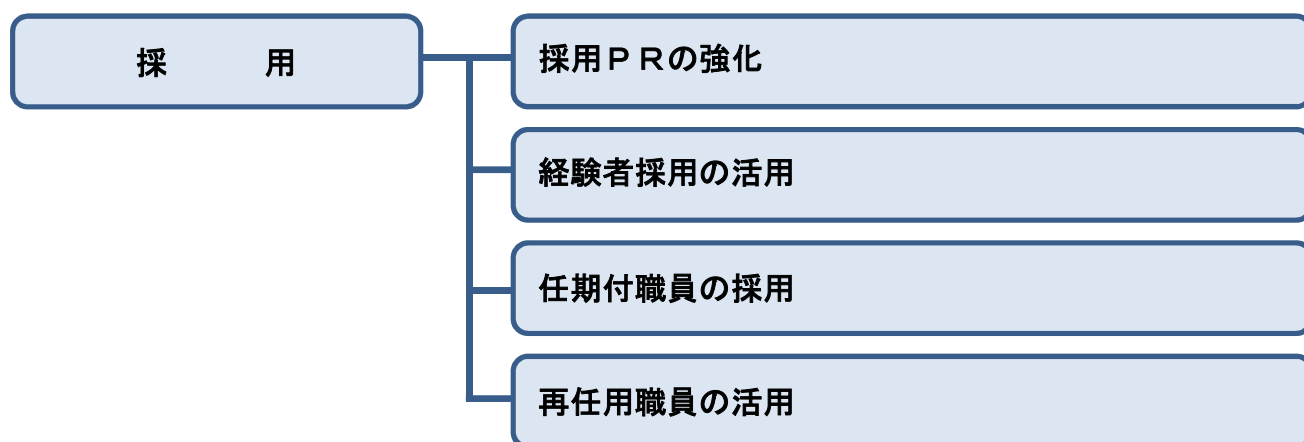 採　　　用
採用ＰＲの強化
経験者採用の活用
任期付職員の採用
再任用職員の活用